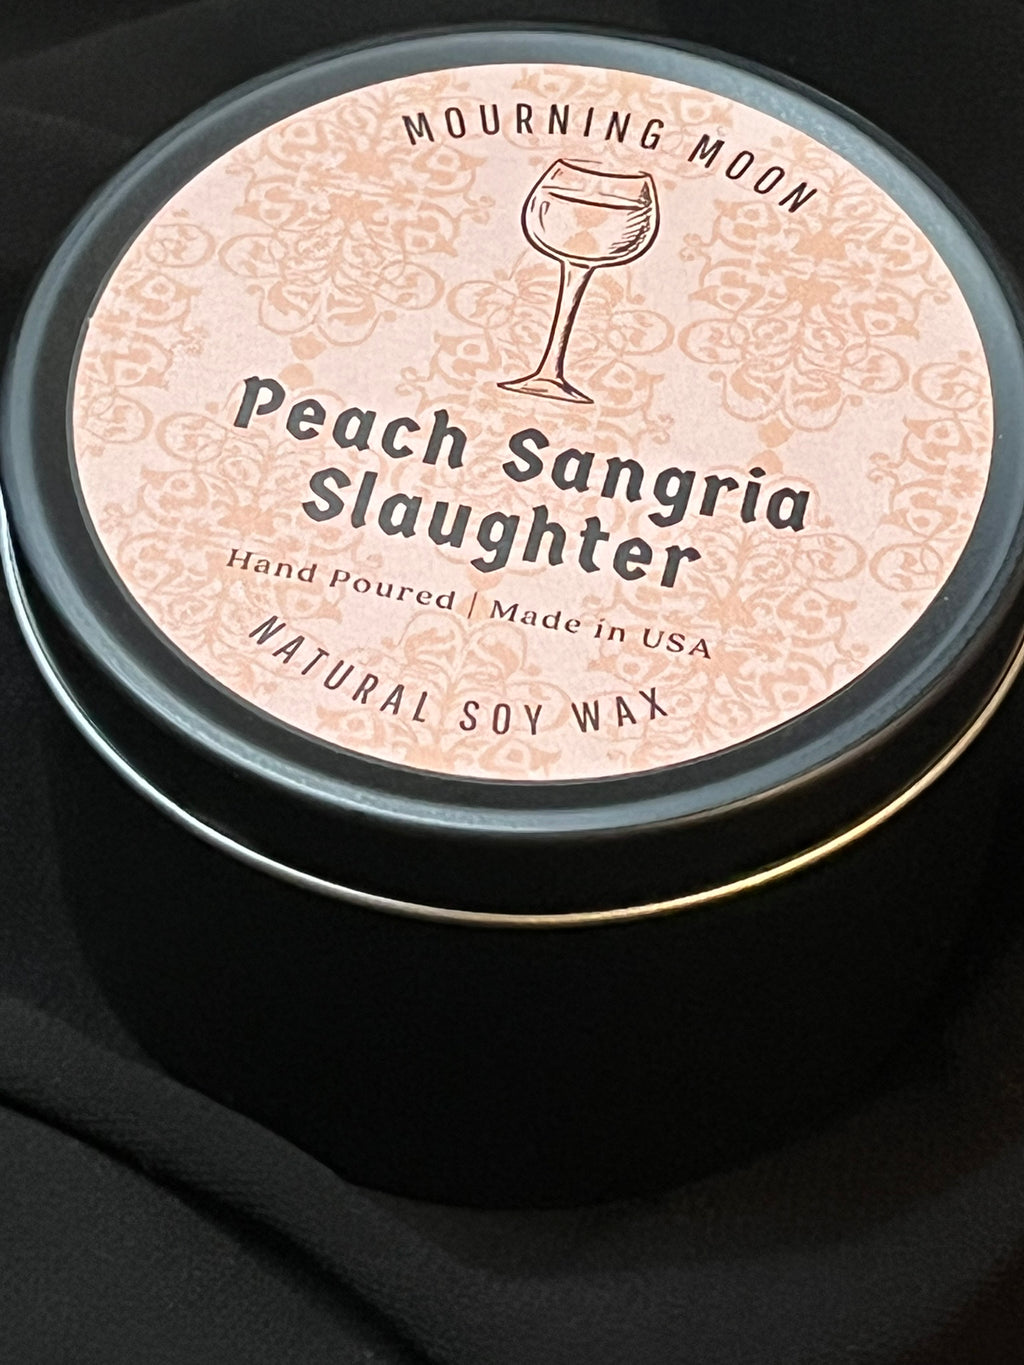 MOURNING MOON
Peach Sangria
Slaughter
Hand Poured | Made in USA
NATURAL SOY WAX